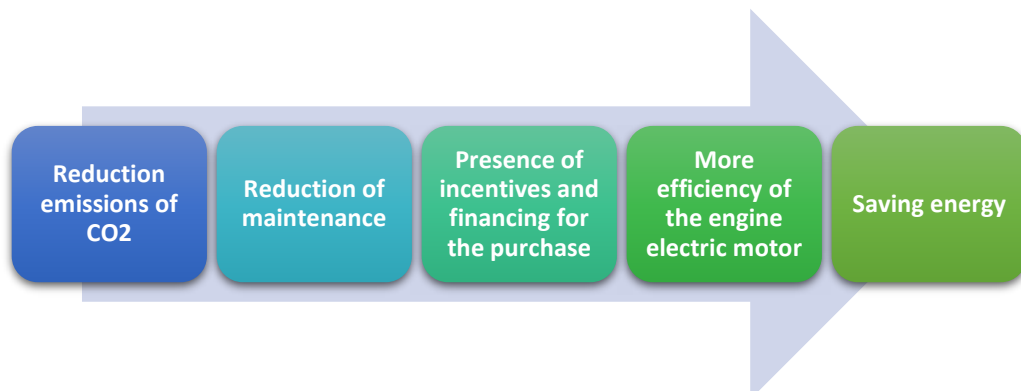 Reduction
emissions of
CO2
Reduction of
maintenance
Presence of
incentives and
financing for
the purchase
More
efficiency of
the engine
electric motor
Saving energy